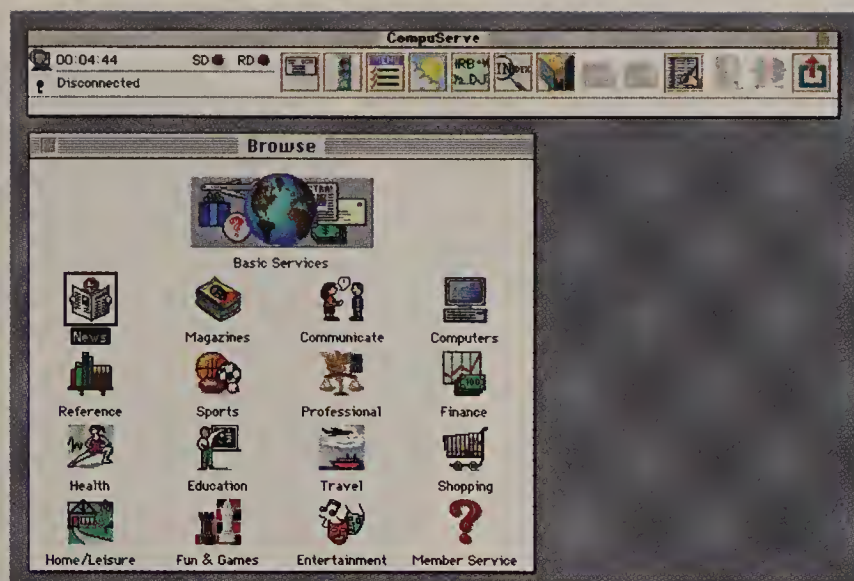 CompuServe
00:04:44 SD RD
Disconnected
Browse
Basic Services
News Magazines Communicate Computers
Reference Sports Professional Finance
Health Education Travel Shopping
Home/Leisure Fun & Games Entertainment Member Service